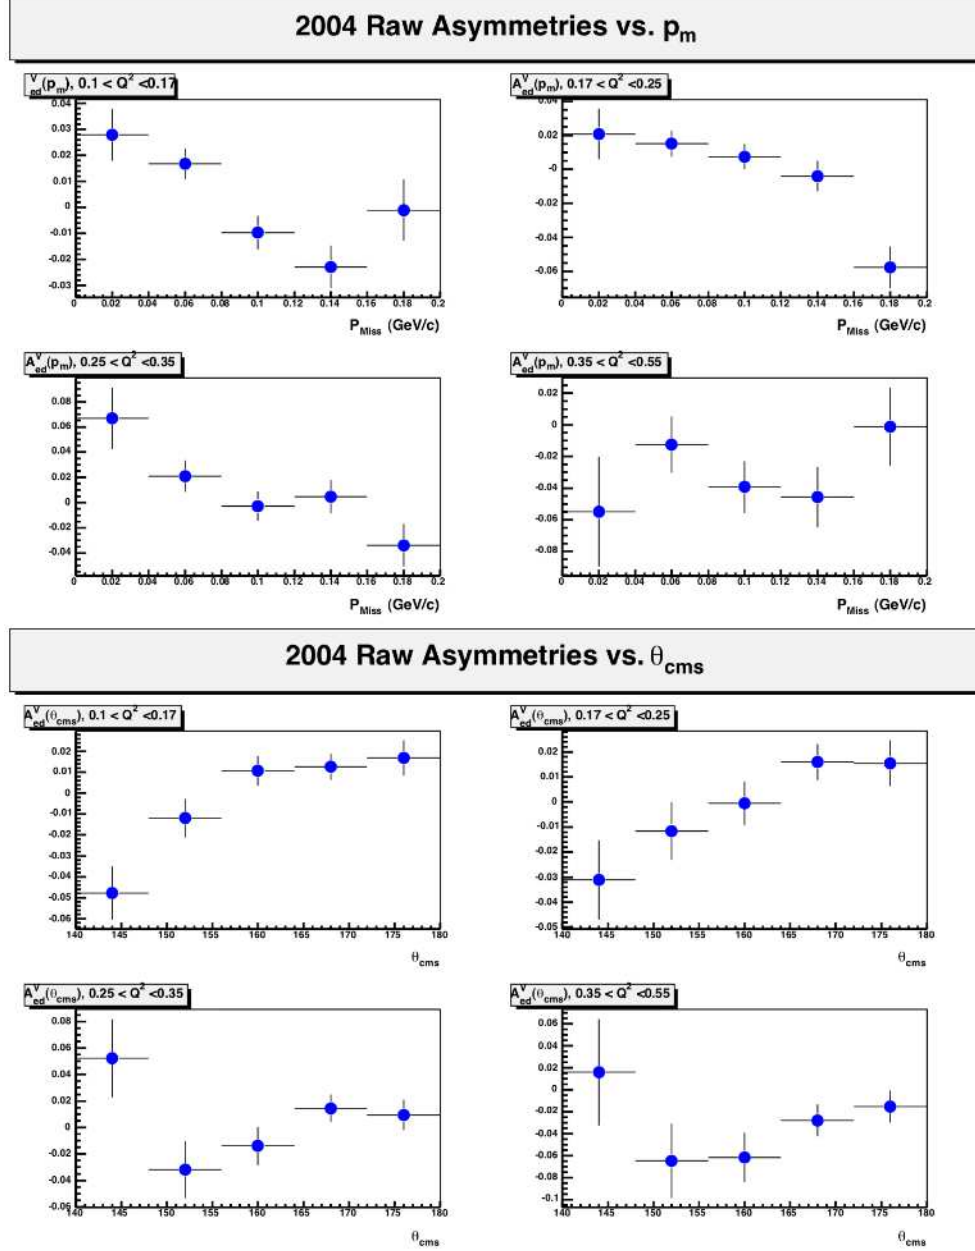 2004 Raw Asymmetries vs. pm
V ed(pm), 0.1 < Q2 <0.17
0.04
0.03
0.02
0.01
0
-0.01
-0.02
-0.03
0 0.02 0.04 0.06 0.08 0.1 0.12 0.14 0.16 0.18 0.2
PMiss (GeV/c)
AVed(pm), 0.17 < Q2 <0.25
0.04
0.02
-0
-0.02
-0.04
-0.06
0 0.02 0.04 0.06 0.08 0.1 0.12 0.14 0.16 0.18 0.2
PMiss (GeV/c)
AVed(pm), 0.25 < Q2 <0.35
0.08
0.06
0.04
0.02
0
-0.02
-0.04
0 0.02 0.04 0.06 0.08 0.1 0.12 0.14 0.16 0.18 0.2
PMiss (GeV/c)
AVed(pm), 0.35 < Q2 <0.55
0.02
0
-0.02
-0.04
-0.06
-0.08
0 0.02 0.04 0.06 0.08 0.1 0.12 0.14 0.16 0.18 0.2
PMiss (GeV/c)
2004 Raw Asymmetries vs. θcms
AVed(θcms), 0.1 < Q2 <0.17
0.02
0.01
0
-0.01
-0.02
-0.03
-0.04
-0.05
-0.06
140 145 150 155 160 165 170 175 180
θcms
AVed(θcms), 0.17 < Q2 <0.25
0.02
0.01
0
-0.01
-0.02
-0.03
-0.04
-0.05
140 145 150 155 160 165 170 175 180
θcms
AVed(θcms), 0.25 < Q2 <0.35
0.08
0.06
0.04
0.02
0
-0.02
-0.04
-0.06
140 145 150 155 160 165 170 175 180
θcms
AVed(θcms), 0.35 < Q2 <0.55
0.06
0.04
0.02
0
-0.02
-0.04
-0.06
-0.08
-0.1
140 145 150 155 160 165 170 175 180
θcms